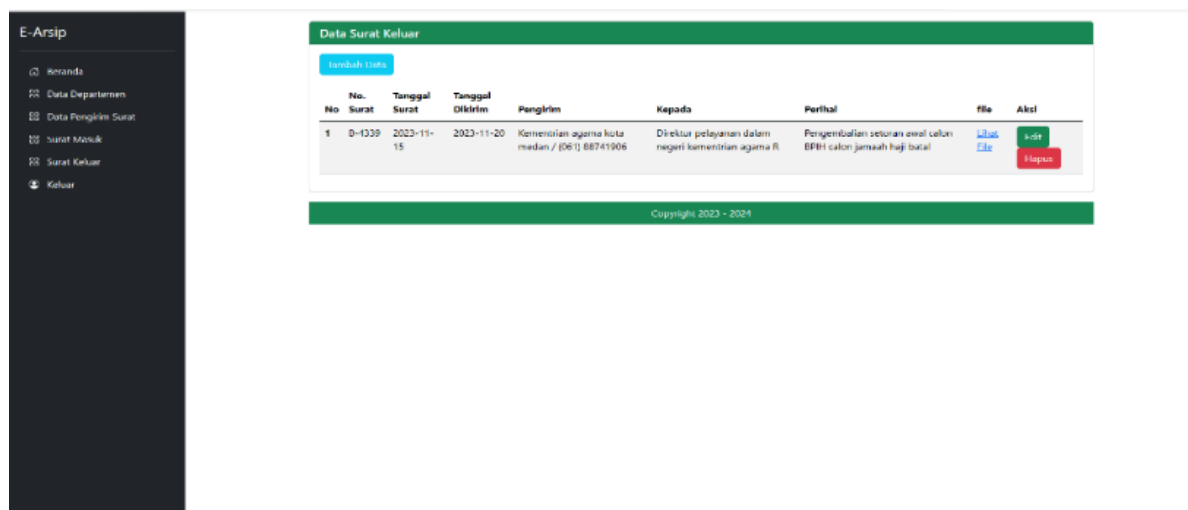 E-Arsip
Beranda
Data Departemen
Data Pengirim Surat
Surat Masuk
Surat Keluar
Keluar
Data Surat Keluar
Tambah Data
No
No. Surat
Tanggal Surat
Tanggal Dikirim
Pengirim
Kepada
Perihal
file
Aksi
1
B-4339
2023-11-
15
2023-11-20
Kementrian agama kota
medan / (061) 88741906
Direktur pelayanan dalam
negeri kementrian agama R
Pengembalian setoran awal calon
BPIH calon jamaah haji batal
Lihat
File
Edit
Hapus
Copyright 2023 - 2024